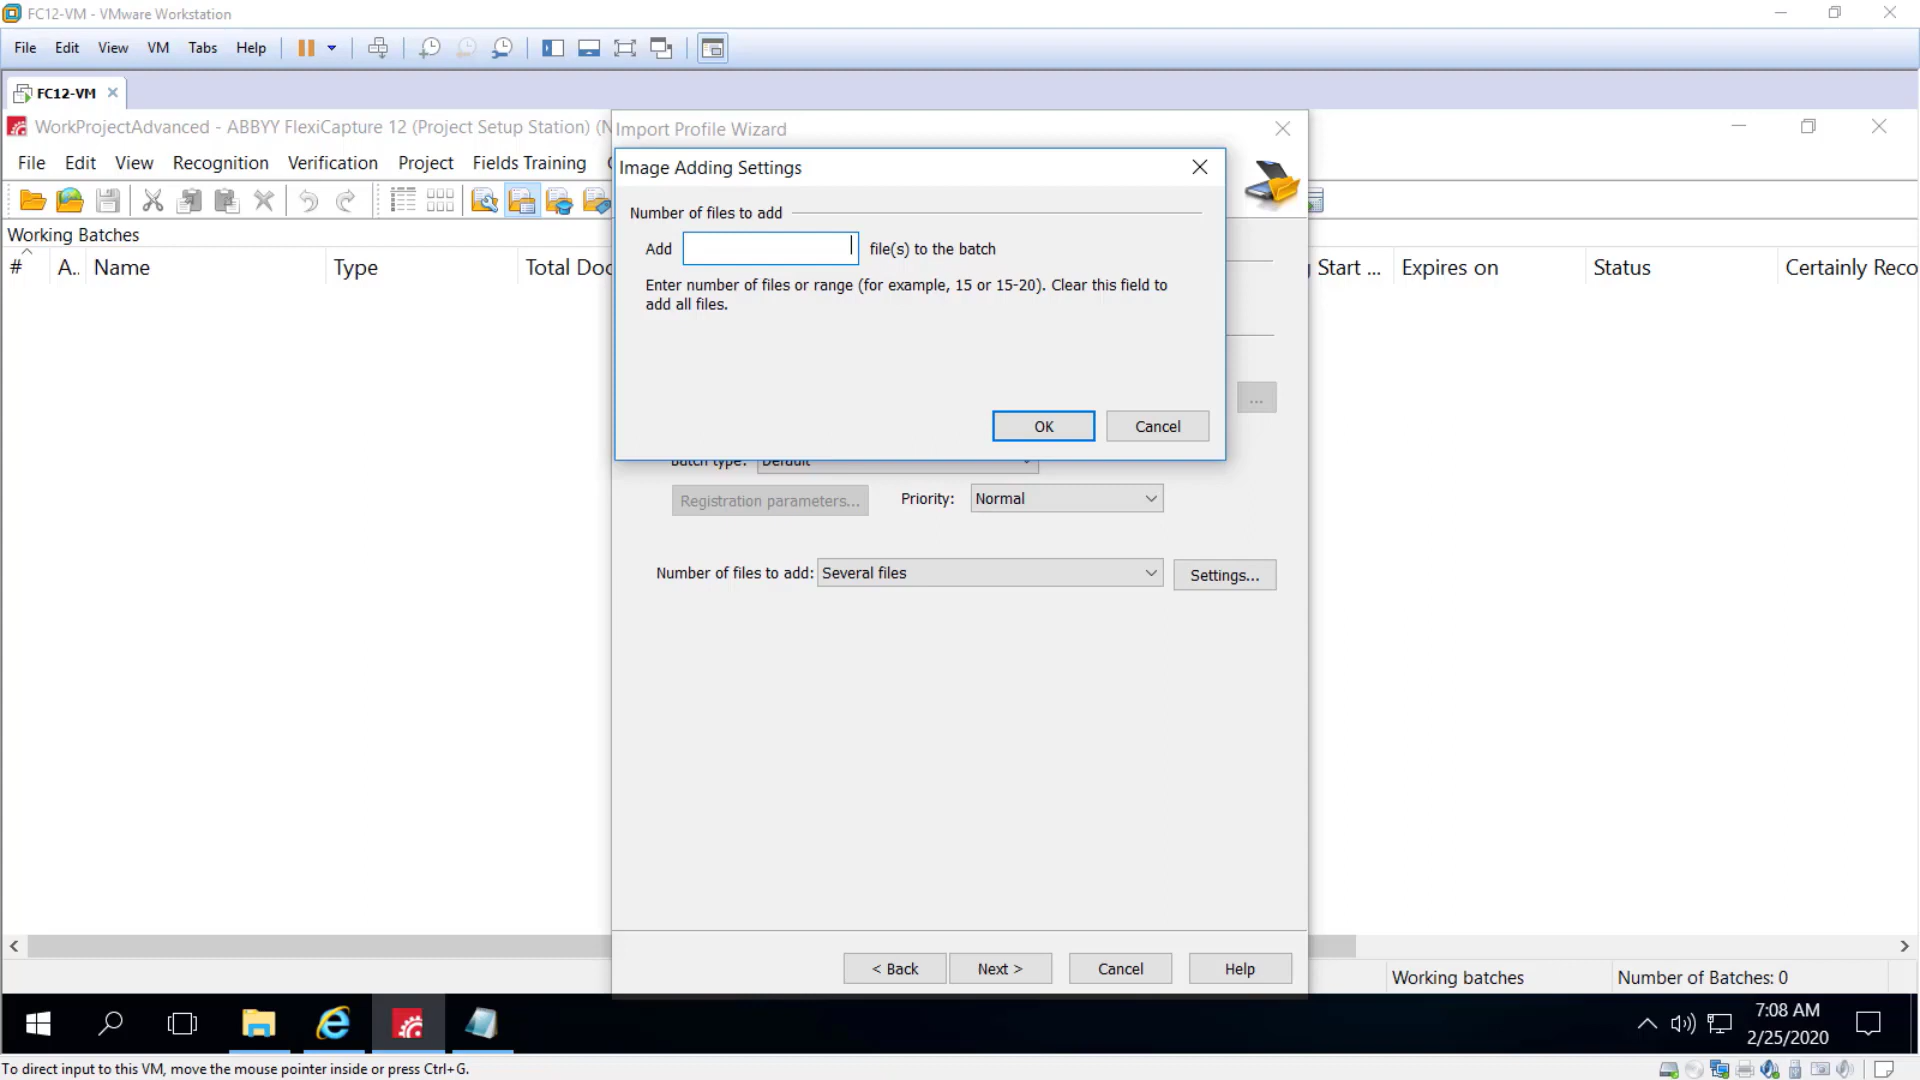 FC12-VM - VMware Workstation
File Edit View VM Tabs Help
FC12-VM
WorkProjectAdvanced - ABBYY FlexiCapture 12 (Project Setup Station) (N
Import Profile Wizard
File Edit View Recognition Verification Project Fields Training
Image Adding Settings
Number of files to add
Working Batches
Add file(s) to the batch
# A.. Name Type Total Doc Start ... Expires on Status Certainly Reco
Enter number of files or range (for example, 15 or 15-20). Clear this field to
add all files.
...
OK Cancel
Batch type: Default
Registration parameters... Priority: Normal
Number of files to add: Several files Settings...
< Back Next > Cancel Help
Working batches Number of Batches: 0
7:08 AM
2/25/2020
To direct input to this VM, move the mouse pointer inside or press Ctrl+G.